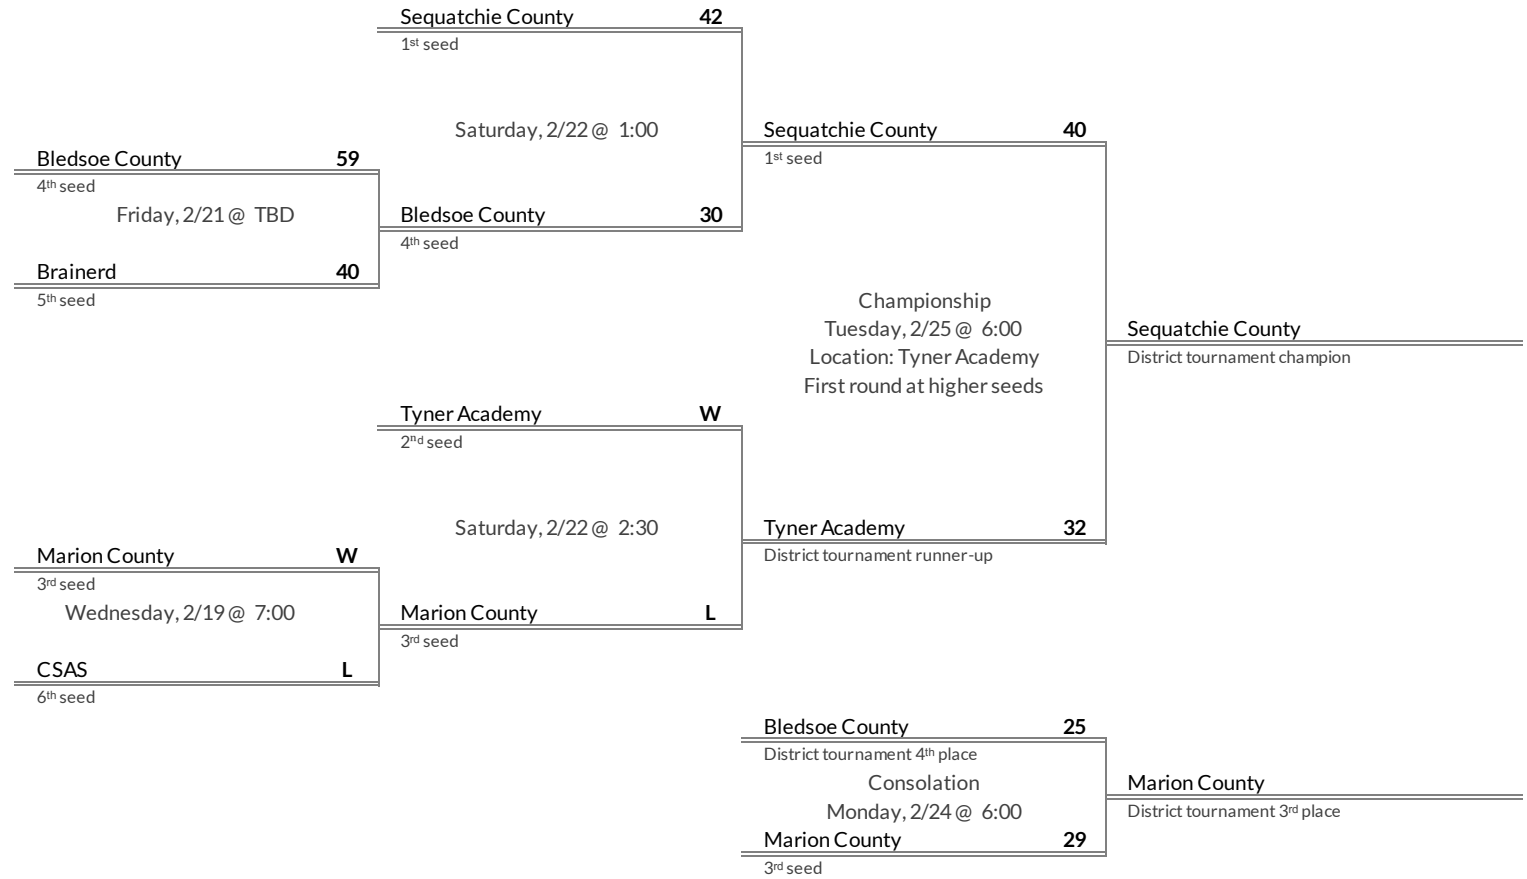 Sequatchie County 42
1st seed
Saturday, 2/22 @ 1:00
Sequatchie County 40
1st seed
Bledsoe County 59
4th seed
Friday, 2/21 @ TBD
Bledsoe County 30
4th seed
Brainerd 40
5th seed
Championship
Tuesday, 2/25 @ 6:00
Location: Tyner Academy
First round at higher seeds
Sequatchie County
District tournament champion
Tyner Academy W
2nd seed
Saturday, 2/22 @ 2:30
Tyner Academy 32
District tournament runner-up
Marion County W
3rd seed
Wednesday, 2/19 @ 7:00
Marion County L
3rd seed
CSAS L
6th seed
Bledsoe County 25
District tournament 4th place
Consolation
Monday, 2/24 @ 6:00
Marion County
District tournament 3rd place
Marion County 29
3rd seed